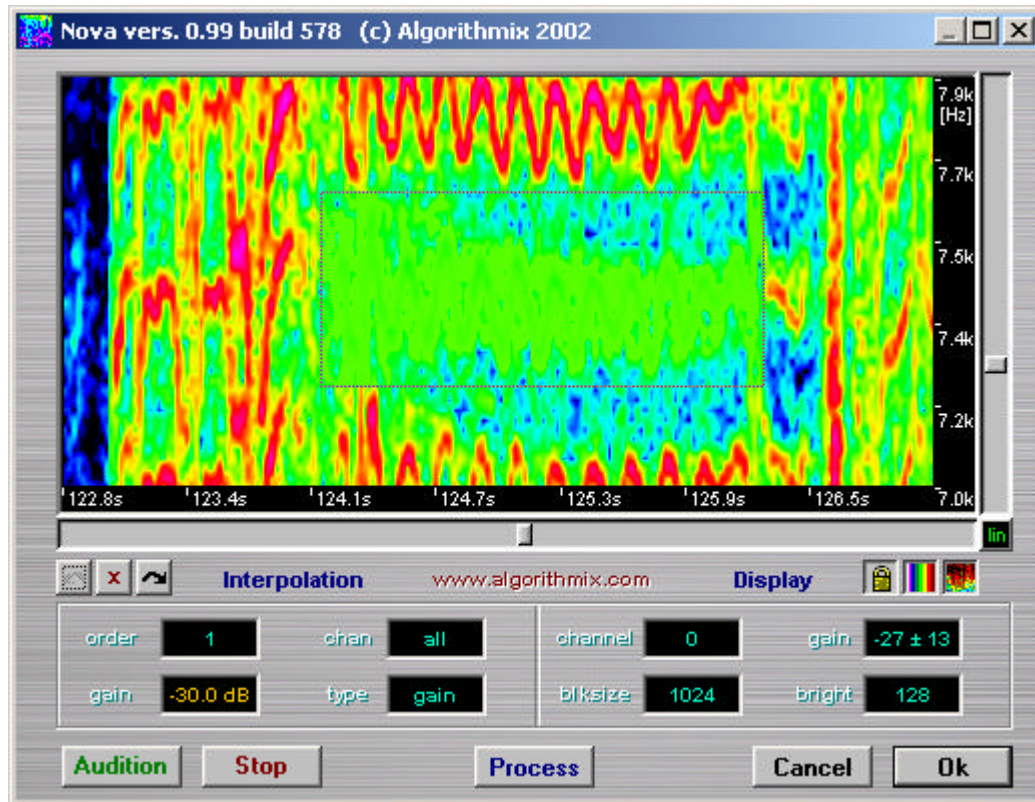 Nova vers. 0.99 build 578 (c) Algorithmix 2002
7.9k
[Hz]
7.7k
7.5k
7.4k
7.2k
122.8s 123.4s 124.1s 124.7s 125.3s 125.9s 126.5s 7.0k
lin
x Interpolation www.algorithmix.com Display
order 1 chan all channel 0 gain -27 ± 13
gain -30.0 dB type gain blksize 1024 bright 128
Audition Stop Process Cancel Ok